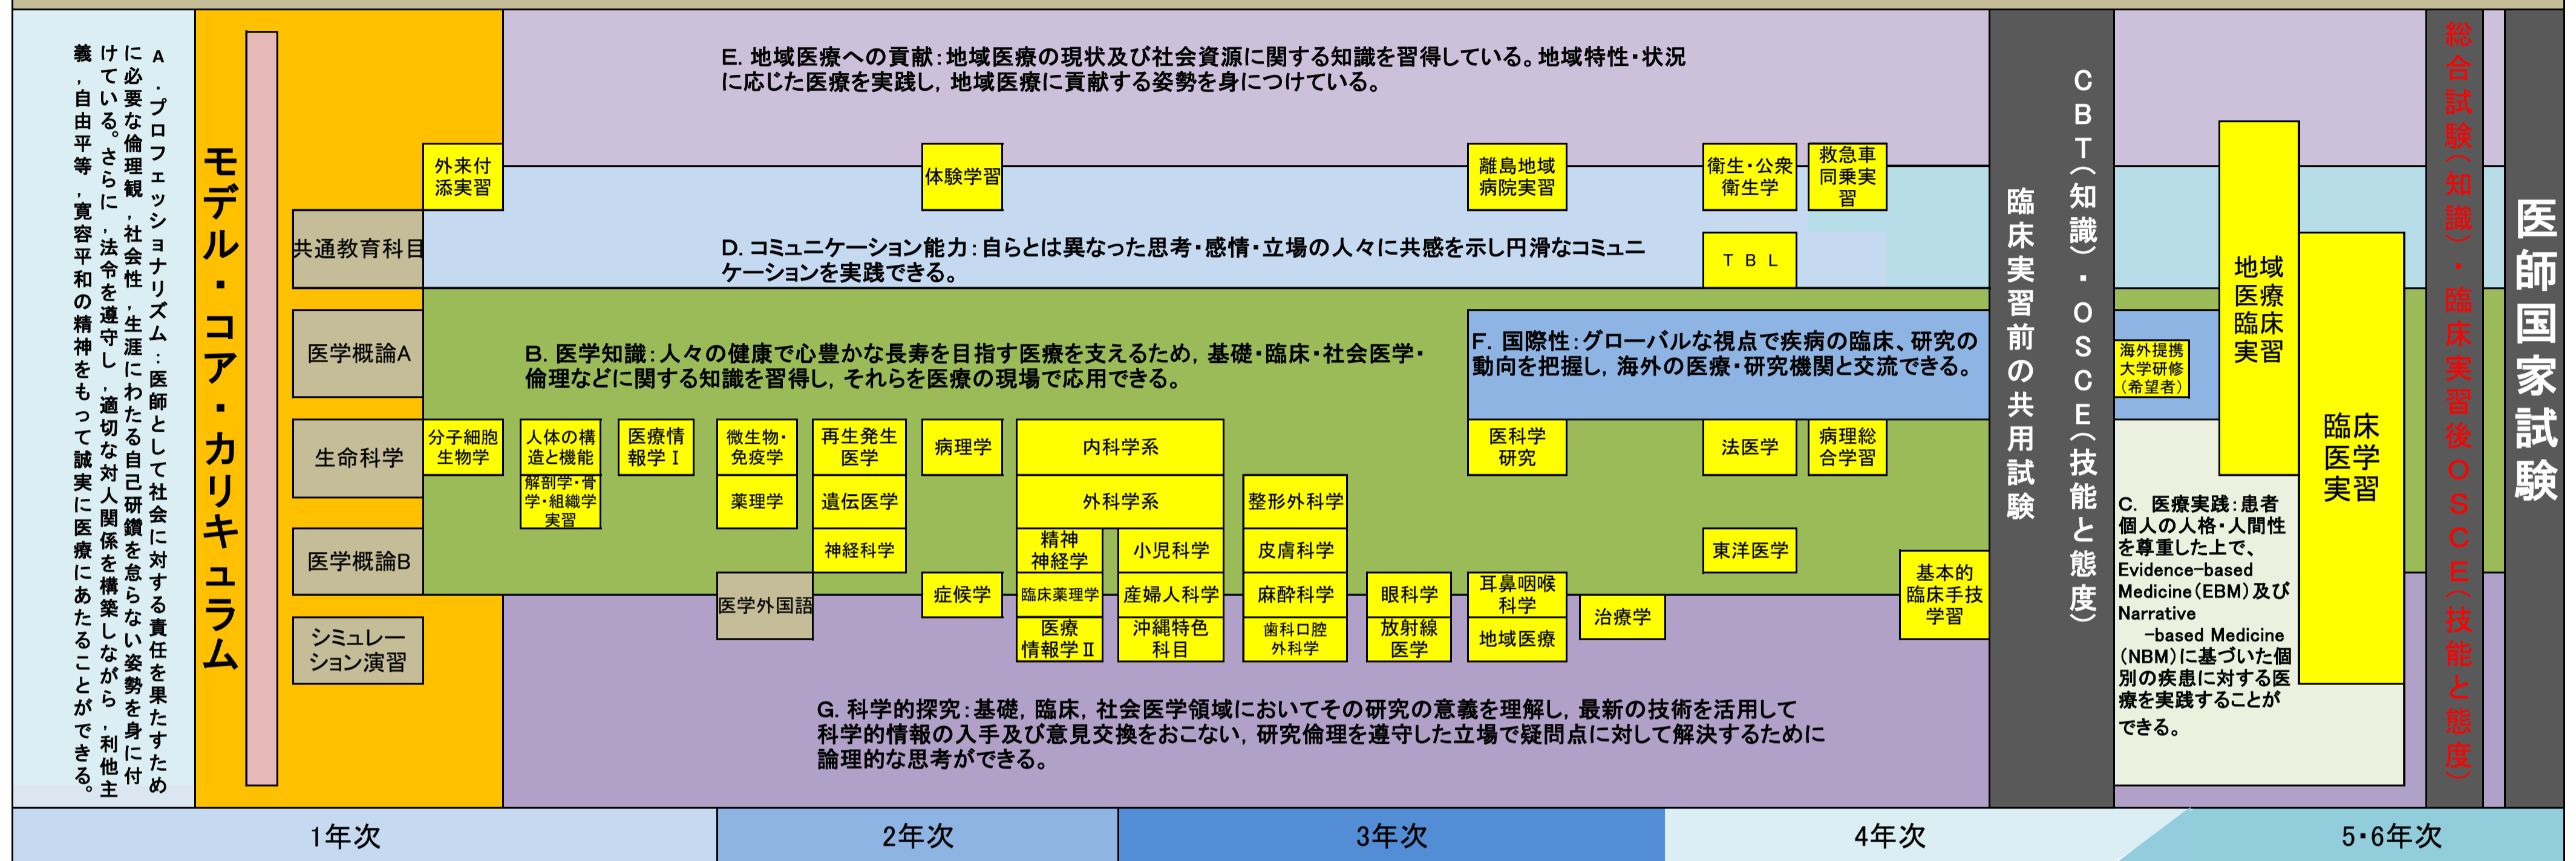 A．プロフェッショナリズム：医師として社会に対する責任を果たすため
に必要な倫理観,社会性,生涯にわたる自己研鑽を怠らない姿勢を身に付
けている。さらに,法令を遵守し,適切な対人関係を構築しながら,利他主
義,自由平等,寛容平和の精神をもって誠実に医療にあたることができる。
モデル・コア・カリキュラム
E. 地域医療への貢献：地域医療の現状及び社会資源に関する知識を習得している。地域特性・状況
に応じた医療を実践し, 地域医療に貢献する姿勢を身につけている。
外来付
添実習
体験学習
離島地域
病院実習
衛生・公衆
衛生学
救急車
同乗実
習
共通教育科目
D. コミュニケーション能力：自らとは異なった思考・感情・立場の人々に共感を示し円滑なコミュニ
ケーションを実践できる。
ＴＢＬ
医学概論A
B. 医学知識：人々の健康で心豊かな長寿を目指す医療を支えるため, 基礎・臨床・社会医学・
倫理などに関する知識を習得し, それらを医療の現場で応用できる。
F. 国際性：グローバルな視点で疾病の臨床、研究の
動向を把握し, 海外の医療・研究機関と交流できる。
生命科学
分子細胞
生物学
人体の構
造と機能
医療情
報学Ⅰ
微生物・
免疫学
再生発生
医学
病理学
内科学系
医科学
研究
法医学
病理総
合学習
解剖学・骨
学・組織学
実習
薬理学
遺伝医学
外科学系
整形外科学
医学概論B
神経科学
精神
神経学
小児科学
皮膚科学
東洋医学
医学外国語
症候学
臨床薬理学
産婦人科学
麻酔科学
眼科学
耳鼻咽喉
科学
治療学
基本的
臨床手技
学習
シミュレー
ション演習
医療
情報学Ⅱ
沖縄特色
科目
歯科口腔
外科学
放射線
医学
地域医療
G. 科学的探究：基礎, 臨床, 社会医学領域においてその研究の意義を理解し, 最新の技術を活用して
科学的情報の入手及び意見交換をおこない, 研究倫理を遵守した立場で疑問点に対して解決するために
論理的な思考ができる。
CBT（知識）・OSCE（技能と態度）
臨床実習前の共用試験
海外提携
大学研修
（希望者）
地域
医療
臨床
実習
臨床
医学
実習
C. 医療実践：患者
個人の人格・人間性
を尊重した上で、
Evidence-based
Medicine（EBM）及び
Narrative
-based Medicine
（NBM）に基づいた個
別の疾患に対する医
療を実践することが
できる。
総合試験（知識）・臨床実習後OSCE（技能と態度）
医師国家試験
1年次
2年次
3年次
4年次
5・6年次